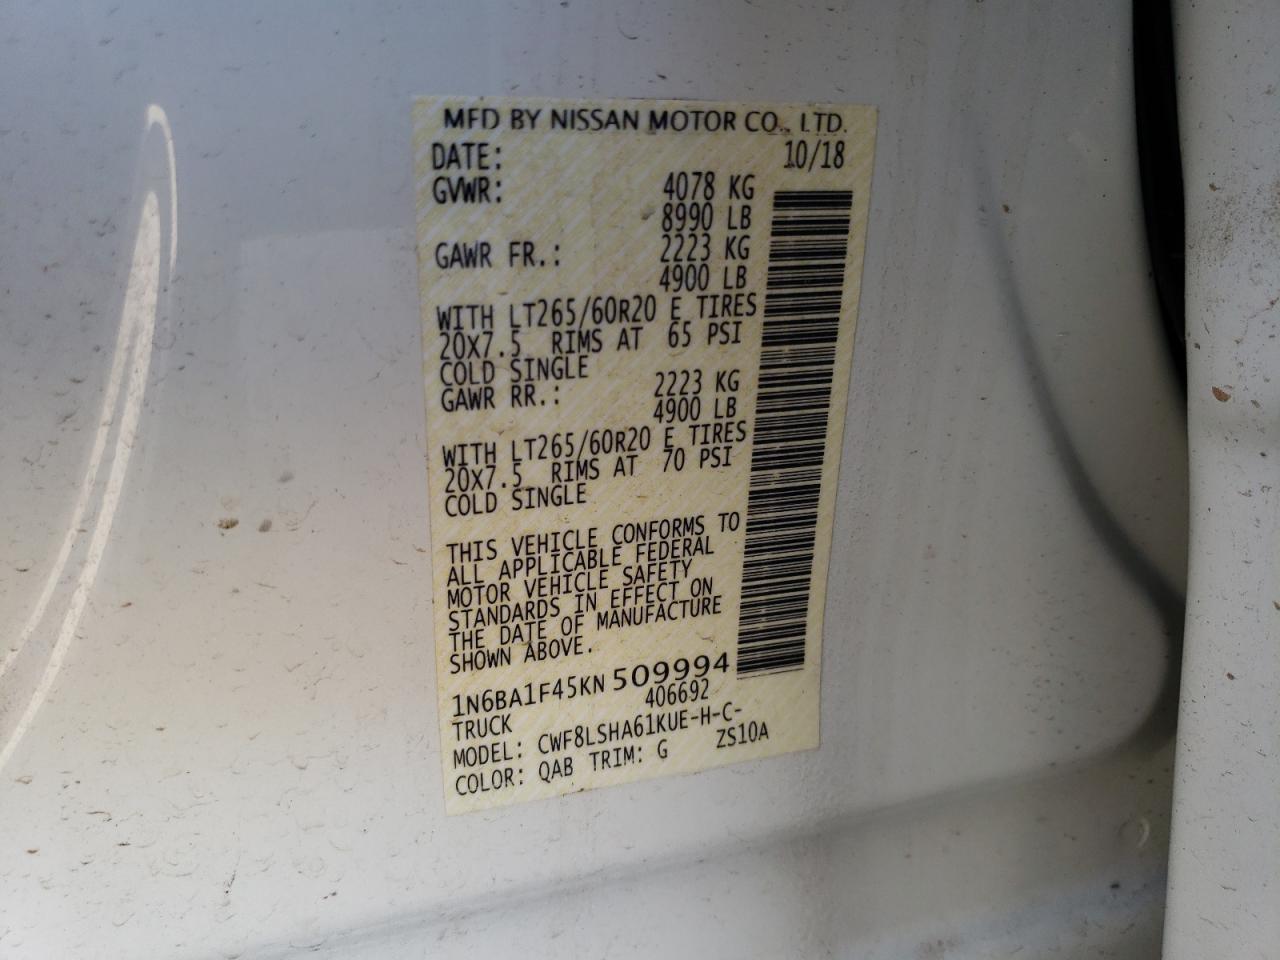 MFD BY NISSAN MOTOR CO., LTD.
DATE: 10/18
GVWR: 4078 KG
8990 LB
GAWR FR.: 2223 KG
4900 LB
WITH LT265/60R20 E TIRES
20X7.5 RIMS AT 65 PSI
COLD SINGLE
GAWR RR.: 2223 KG
4900 LB
WITH LT265/60R20 E TIRES
20X7.5 RIMS AT 70 PSI
COLD SINGLE
THIS VEHICLE CONFORMS TO
ALL APPLICABLE FEDERAL
MOTOR VEHICLE SAFETY
STANDARDS IN EFFECT ON
THE DATE OF MANUFACTURE
SHOWN ABOVE.
1N6BA1F45KN509994
TRUCK 406692
MODEL: CWF8LSHA61KUE-H-C-
COLOR: QAB TRIM: G ZS10A